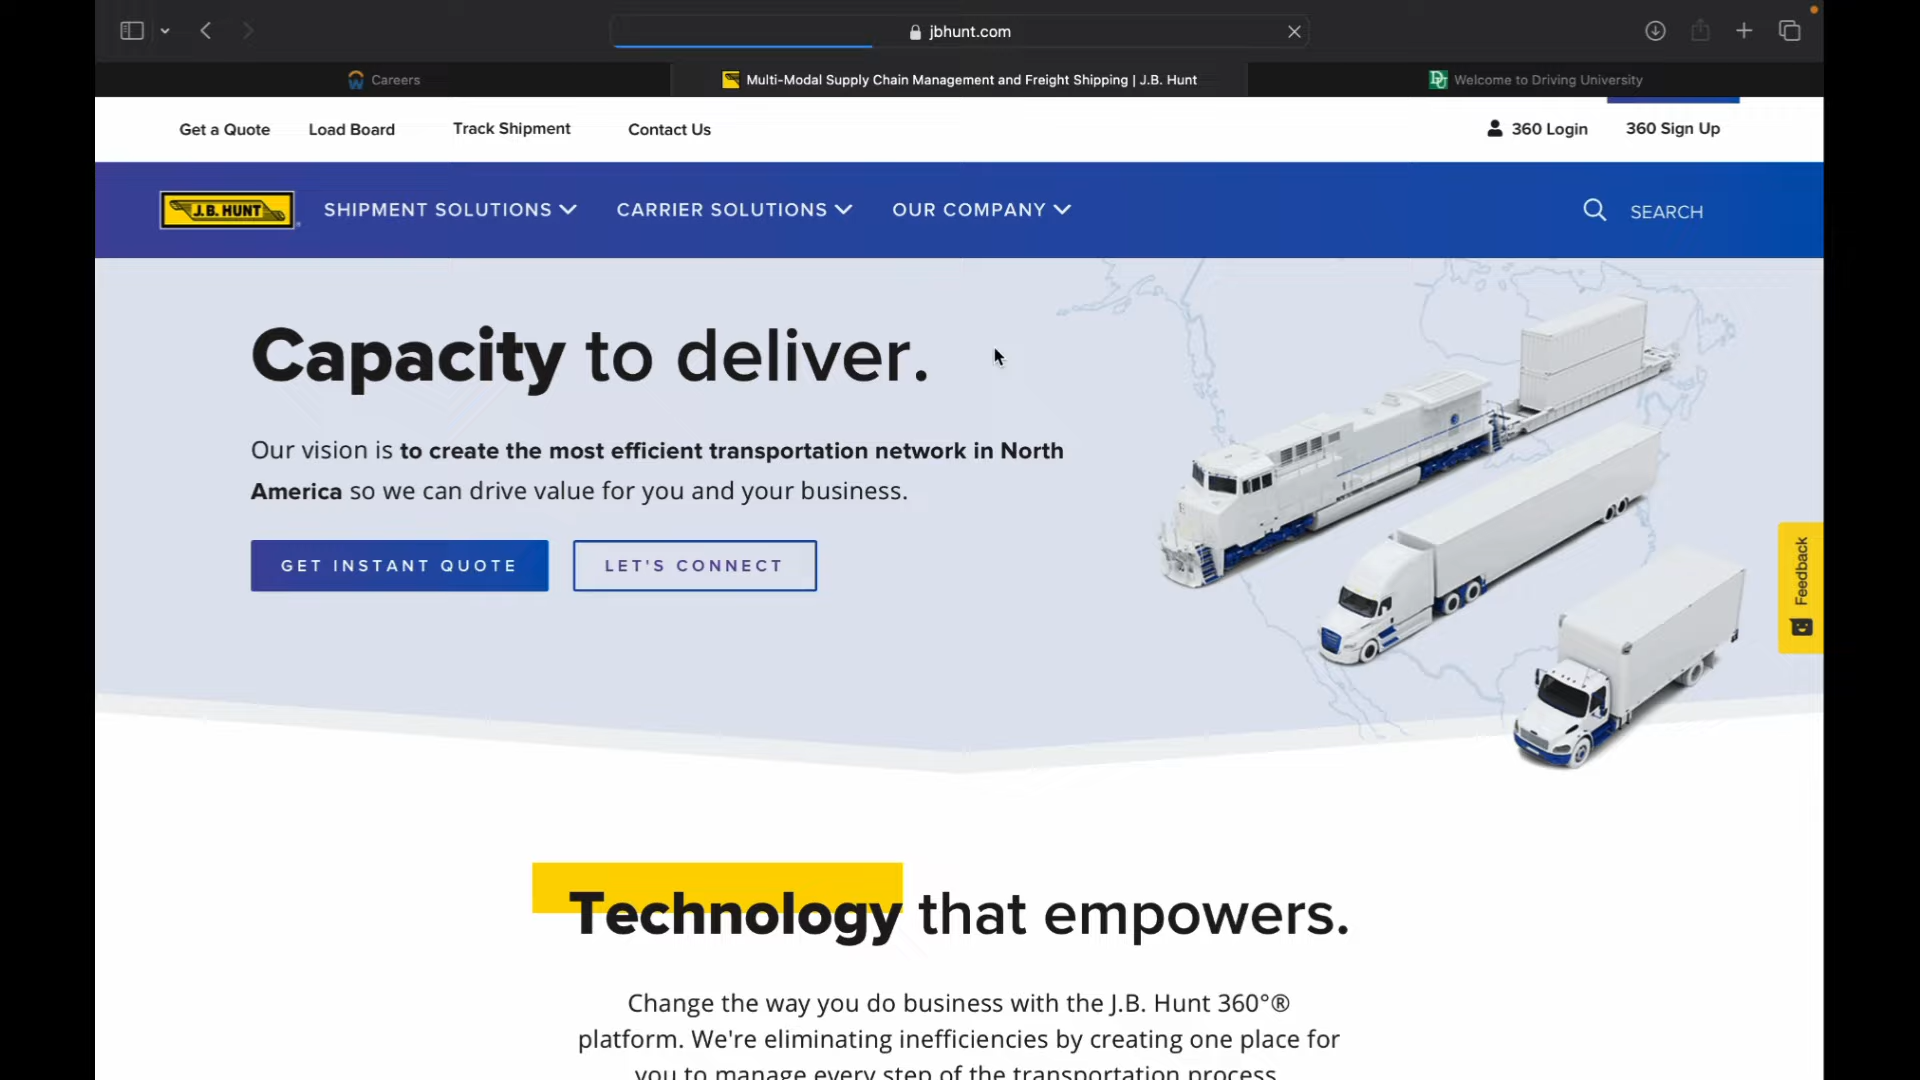 jbhunt.com
Careers
Multi-Modal Supply Chain Management and Freight Shipping | J.B. Hunt
Welcome to Driving University
Get a Quote
Load Board
Track Shipment
Contact Us
360 Login
360 Sign Up
J.B. HUNT
SHIPMENT SOLUTIONS
CARRIER SOLUTIONS
OUR COMPANY
SEARCH
Capacity to deliver.
Our vision is to create the most efficient transportation network in North
America so we can drive value for you and your business.
GET INSTANT QUOTE
LET'S CONNECT
Feedback
Technology that empowers.
Change the way you do business with the J.B. Hunt 360°®
platform. We're eliminating inefficiencies by creating one place for
you to manage every step of the transportation process